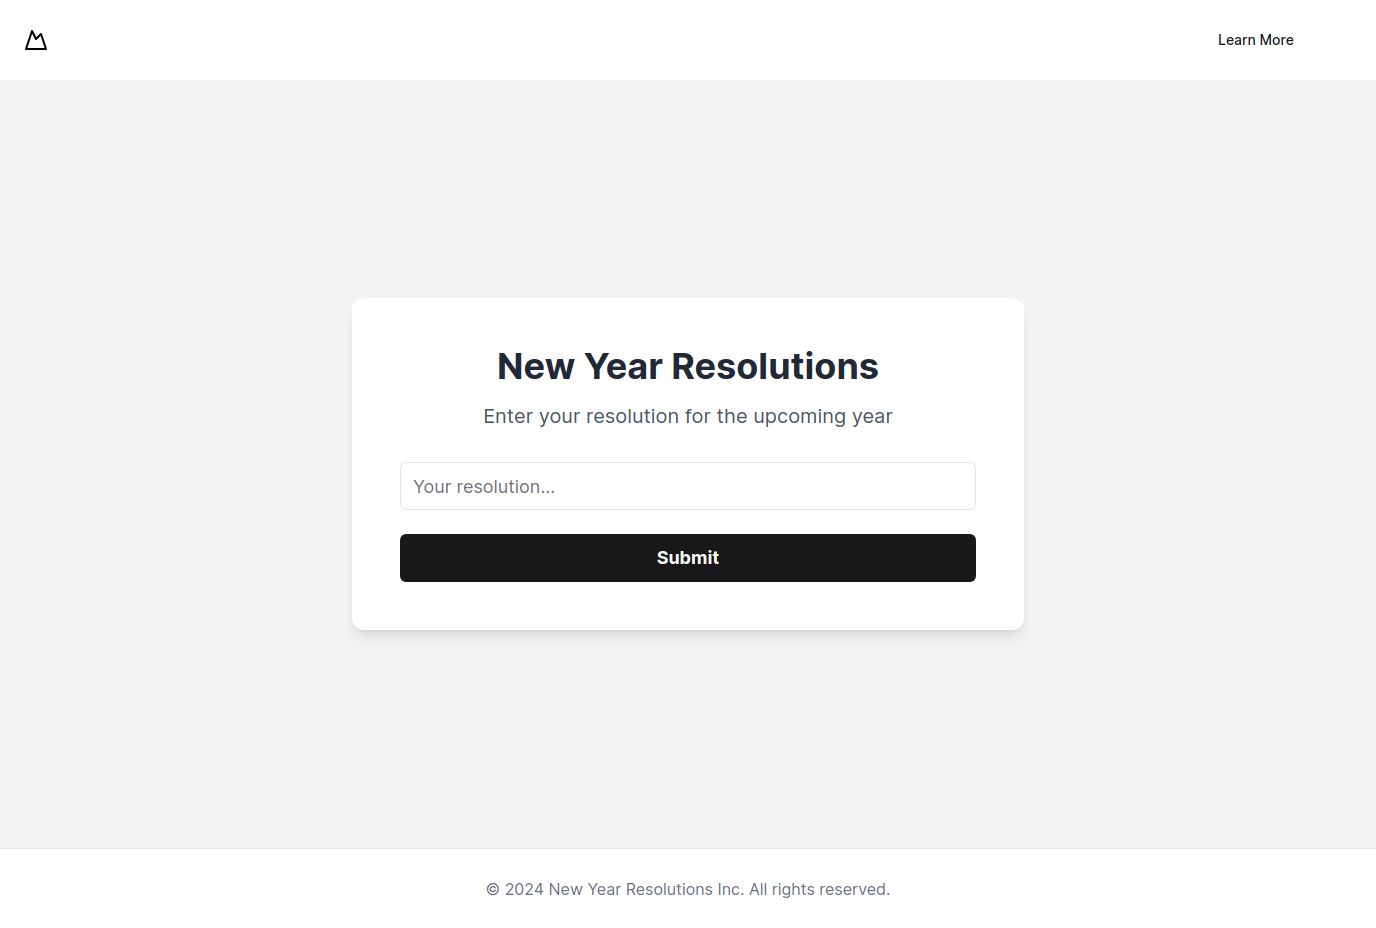 Learn More
New Year Resolutions
Enter your resolution for the upcoming year
Your resolution...
Submit
© 2024 New Year Resolutions Inc. All rights reserved.